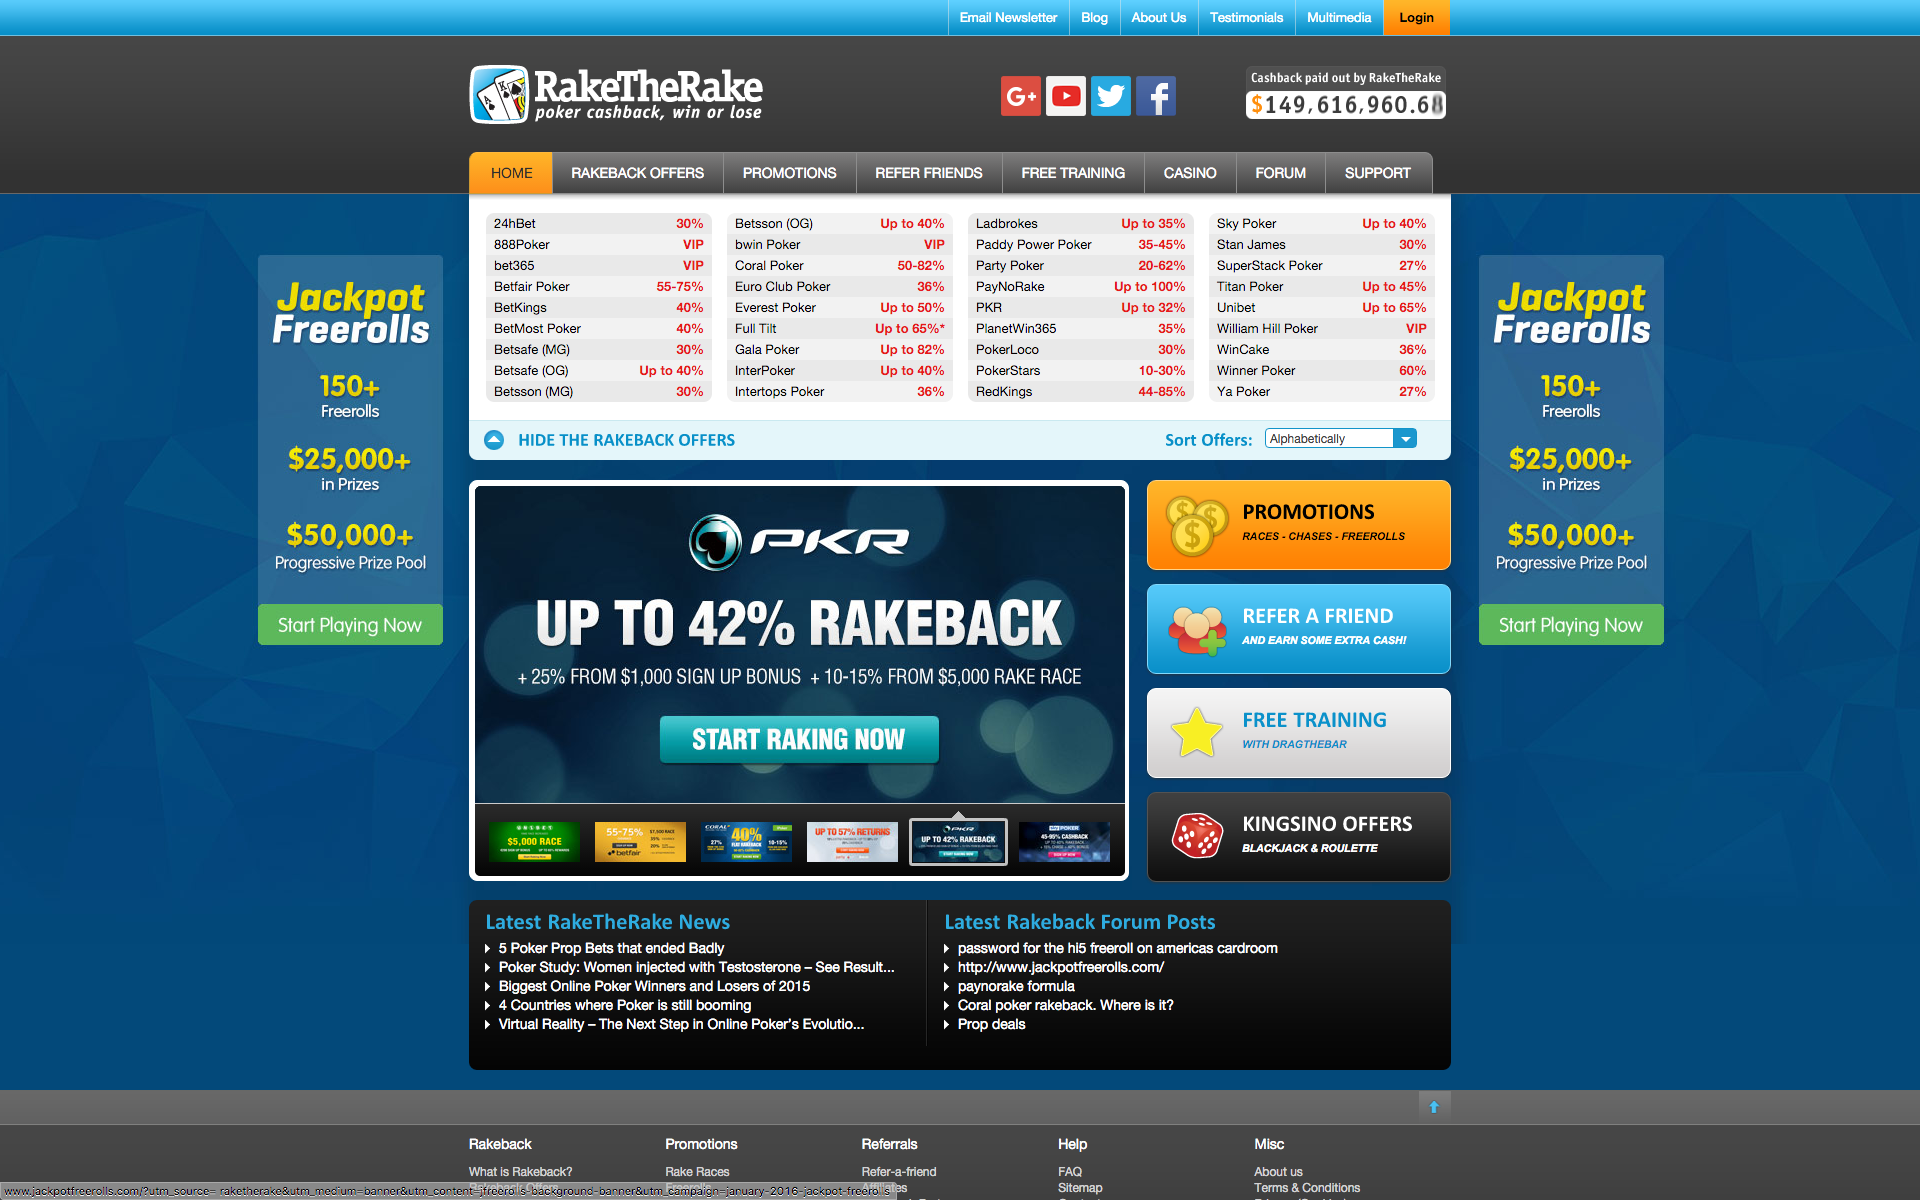 Email Newsletter
Blog
About Us
Testimonials
Multimedia
Login
RakeTheRake
poker cashback, win or lose
G+
Cashback paid out by RakeTheRake
$149,616,960.68
HOME
RAKEBACK OFFERS
PROMOTIONS
REFER FRIENDS
FREE TRAINING
CASINO
FORUM
SUPPORT
24hBet 30%
888Poker VIP
bet365 VIP
Betfair Poker 55-75%
BetKings 40%
BetMost Poker 40%
Betsafe (MG) 30%
Betsafe (OG) Up to 40%
Betsson (MG) 30%
Betsson (OG) Up to 40%
bwin Poker VIP
Coral Poker 50-82%
Euro Club Poker 36%
Everest Poker Up to 50%
Full Tilt Up to 65%*
Gala Poker Up to 82%
InterPoker Up to 40%
Intertops Poker 36%
Ladbrokes Up to 35%
Paddy Power Poker 35-45%
Party Poker 20-62%
PayNoRake Up to 100%
PKR Up to 32%
PlanetWin365 35%
PokerLoco 30%
PokerStars 10-30%
RedKings 44-85%
Sky Poker Up to 40%
Stan James 30%
SuperStack Poker 27%
Titan Poker Up to 45%
Unibet Up to 65%
William Hill Poker VIP
WinCake 36%
Winner Poker 60%
Ya Poker 27%
HIDE THE RAKEBACK OFFERS
Sort Offers: Alphabetically
Jackpot
Freerolls
150+
Freerolls
$25,000+
in Prizes
$50,000+
Progressive Prize Pool
Start Playing Now
PKR
UP TO 42% RAKEBACK
+ 25% FROM $1,000 SIGN UP BONUS + 10-15% FROM $5,000 RAKE RACE
START RAKING NOW
UNIBET
$5,000 RACE
55-75%
$7,500 RACE
betfair
CORAL
27%
40%
FLAT RAKEBACK
10-15%
UP TO 57% RETURNS
PKR
UP TO 42% RAKEBACK
sky POKER
45-95% CASHBACK
PROMOTIONS
RACES - CHASES - FREEROLLS
REFER A FRIEND
AND EARN SOME EXTRA CASH!
FREE TRAINING
WITH DRAGTHEBAR
KINGSINO OFFERS
BLACKJACK & ROULETTE
Jackpot
Freerolls
150+
Freerolls
$25,000+
in Prizes
$50,000+
Progressive Prize Pool
Start Playing Now
Latest RakeTheRake News
5 Poker Prop Bets that ended Badly
Poker Study: Women injected with Testosterone – See Result...
Biggest Online Poker Winners and Losers of 2015
4 Countries where Poker is still booming
Virtual Reality – The Next Step in Online Poker's Evolutio...
Latest Rakeback Forum Posts
password for the hi5 freeroll on americas cardroom
http://www.jackpotfreerolls.com/
paynorake formula
Coral poker rakeback. Where is it?
Prop deals
Rakeback
What is Rakeback?
Rakeback Offers
Promotions
Rake Races
Freerolls
Referrals
Refer-a-friend
Affiliates
Help
FAQ
Sitemap
Misc
About us
Terms & Conditions
www.jackpotfreerolls.com/?utm_source=raketherake&utm_medium=banner&utm_content=jfreerolls-background-banner&utm_campaign=january-2016-jackpot-freerolls